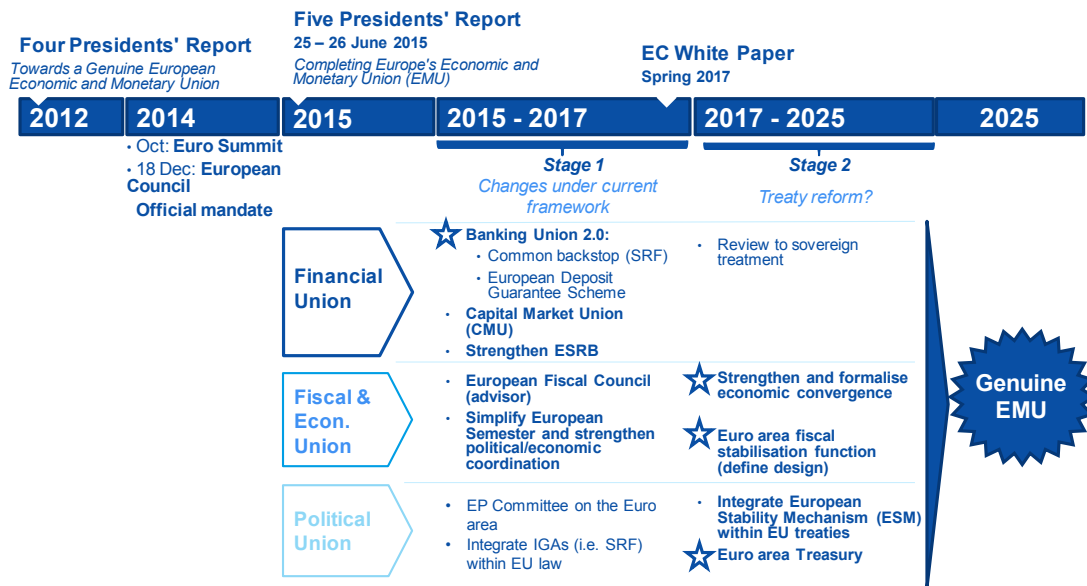 Four Presidents' Report
Towards a Genuine European
Economic and Monetary Union
Five Presidents' Report
25 – 26 June 2015
Completing Europe's Economic and
Monetary Union (EMU)
EC White Paper
Spring 2017
2012
2014
2015
2015 - 2017
2017 - 2025
2025
• Oct: Euro Summit
• 18 Dec: European
Council
Official mandate
Stage 1
Changes under current
framework
Stage 2
Treaty reform?
Financial
Union
Banking Union 2.0:
• Common backstop (SRF)
• European Deposit
Guarantee Scheme
• Capital Market Union
(CMU)
• Strengthen ESRB
• Review to sovereign
treatment
Fiscal &
Econ.
Union
• European Fiscal Council
(advisor)
• Simplify European
Semester and strengthen
political/economic
coordination
Strengthen and formalise
economic convergence
Euro area fiscal
stabilisation function
(define design)
Political
Union
• EP Committee on the Euro
area
• Integrate IGAs (i.e. SRF)
within EU law
• Integrate European
Stability Mechanism (ESM)
within EU treaties
Euro area Treasury
Genuine
EMU